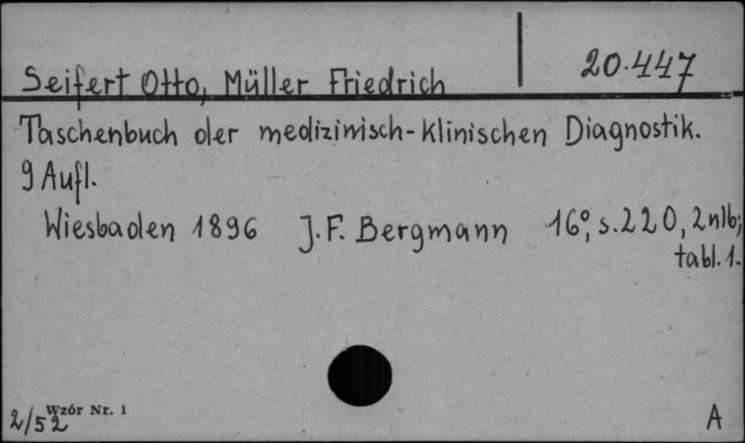 20.447
Seifert Otto, Müller Friedrich
Taschenbuch der medizinisch-klinischen Diagnostik.
9 Aufl.
Wiesbaden 1896 J.F. Bergmann 16°, s. 220, 2 nlb;
tabl. 1.
Wzór Nr. 1
2/52
A